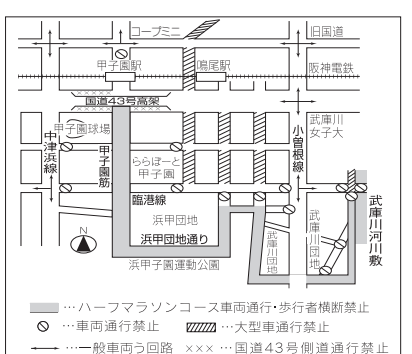 コープミニ
旧国道
甲子園駅
鳴尾駅
阪神電鉄
国道43号高架
甲子園球場
武庫川
女子大
中津浜線
甲子園筋
ららぽーと
甲子園
小曽根線
臨港線
浜甲団地
浜甲団地通り
武庫川団地
武庫川団地
武庫川河川敷
N
浜甲子園運動公園
…ハーフマラソンコース車両通行・歩行者横断禁止
…車両通行禁止
…大型車通行禁止
…一般車両う回路
×××…国道43号側道通行禁止